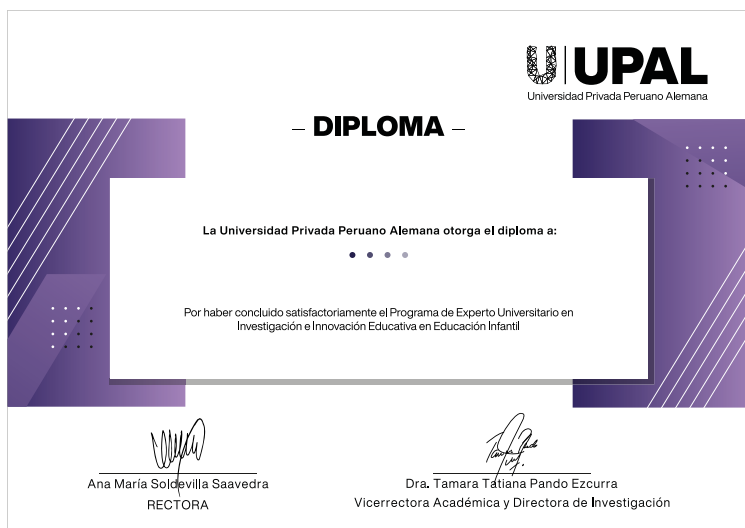 UPAL
Universidad Privada Peruano Alemana
– DIPLOMA –
La Universidad Privada Peruano Alemana otorga el diploma a:
Por haber concluido satisfactoriamente el Programa de Experto Universitario en
Investigación e Innovación Educativa en Educación Infantil
Ana María Soldevilla Saavedra
RECTORA
Dra. Tamara Tatiana Pando Ezcurra
Vicerrectora Académica y Directora de Investigación